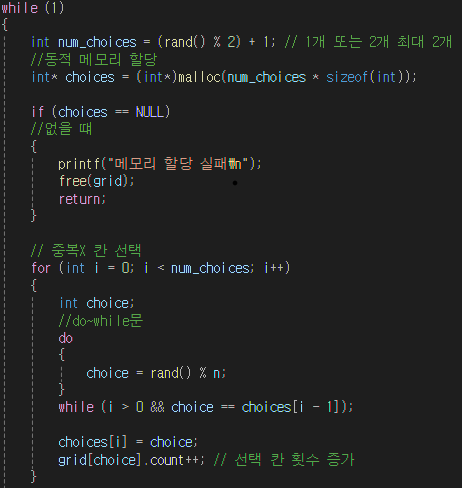 while (1)
{
int num_choices = (rand() % 2) + 1; // 1개 또는 2개 최대 2개
//동적 메모리 할당
int* choices = (int*)malloc(num_choices * sizeof(int));
if (choices == NULL)
//없을 떄
{
printf("메모리 할당 실패\n");
free(grid);
return;
}
// 중복X 칸 선택
for (int i = 0; i < num_choices; i++)
{
int choice;
//do~while문
do
{
choice = rand() % n;
}
while (i > 0 && choice == choices[i - 1]);
choices[i] = choice;
grid[choice].count++; // 선택 칸 횟수 증가
}